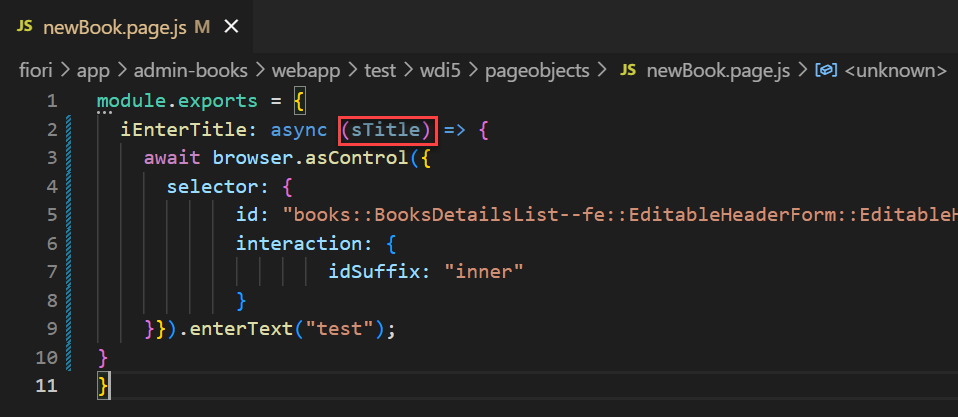 JS newBook.page.js M ×
fiori > app > admin-books > webapp > test > wdi5 > pageobjects > JS newBook.page.js > <unknown>
1 module.exports = {
2 iEnterTitle: async (sTitle) => {
3 await browser.asControl({
4 selector: {
5 id: "books::BooksDetailsList--fe::EditableHeaderForm::EditableH
6 interaction: {
7 idSuffix: "inner"
8 }
9 }}).enterText("test");
10 }
11 }